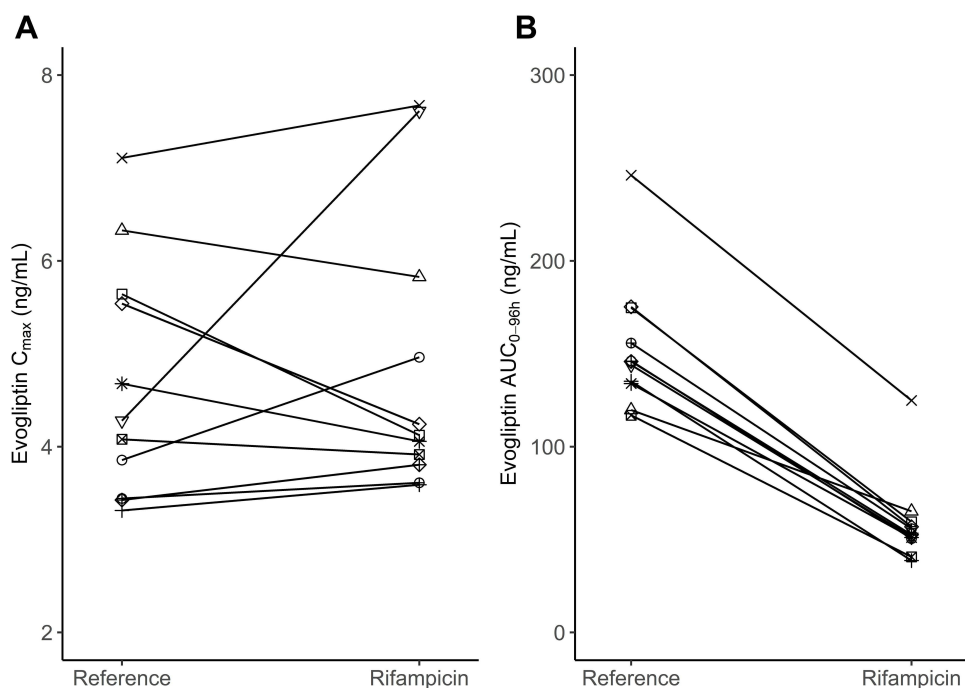 A
Evogliptin Cmax (ng/mL)
8
6
4
2
Reference
Rifampicin
B
Evogliptin AUC0–96h (ng/mL)
300
200
100
0
Reference
Rifampicin